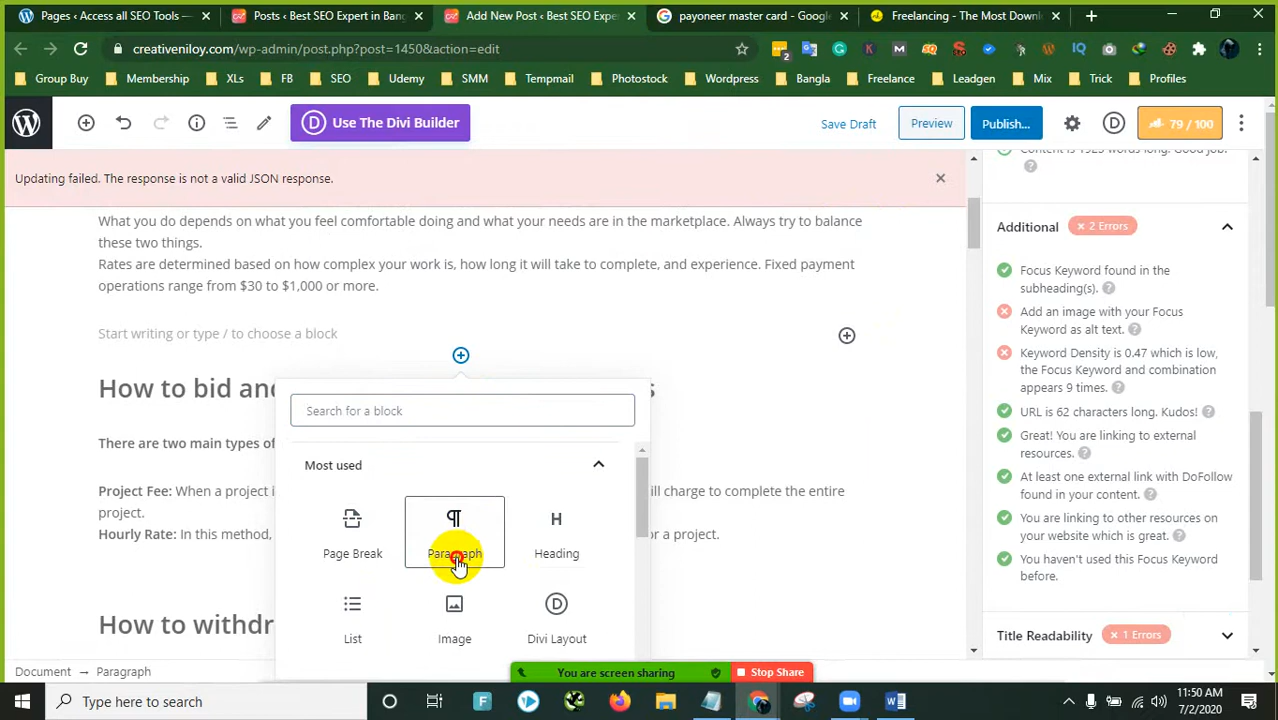 Pages ‹ Access all SEO Tools —
Posts ‹ Best SEO Expert in Bang
Add New Post ‹ Best SEO Expe
payoneer master card - Google
Freelancing - The Most Downl
creativeniloy.com/wp-admin/post.php?post=1450&action=edit
2
Group Buy
Membership
XLs
FB
SEO
Udemy
SMM
Tempmail
Photostock
Wordpress
Bangla
Freelance
Leadgen
Mix
Trick
Profiles
Use The Divi Builder
Save Draft
Preview
Publish...
79 / 100
Updating failed. The response is not a valid JSON response.
What you do depends on what you feel comfortable doing and what your needs are in the marketplace. Always try to balance
these two things.
Rates are determined based on how complex your work is, how long it will take to complete, and experience. Fixed payment
operations range from $30 to $1,000 or more.
Start writing or type / to choose a block
How to bid and
There are two main types of
Project Fee: When a project i
ill charge to complete the entire
project.
Hourly Rate: In this method,
for a project.
How to withdr
Search for a block
Most used
Page Break
Paragraph
Heading
List
Image
Divi Layout
Content is 1925 words long. Good job!
Additional
2 Errors
Focus Keyword found in the
subheading(s).
Add an image with your Focus
Keyword as alt text.
Keyword Density is 0.47 which is low,
the Focus Keyword and combination
appears 9 times.
URL is 62 characters long. Kudos!
Great! You are linking to external
resources.
At least one external link with DoFollow
found in your content.
You are linking to other resources on
your website which is great.
You haven't used this Focus Keyword
before.
Title Readability
1 Errors
Document → Paragraph
You are screen sharing
Stop Share
Type here to search
11:50 AM
7/2/2020